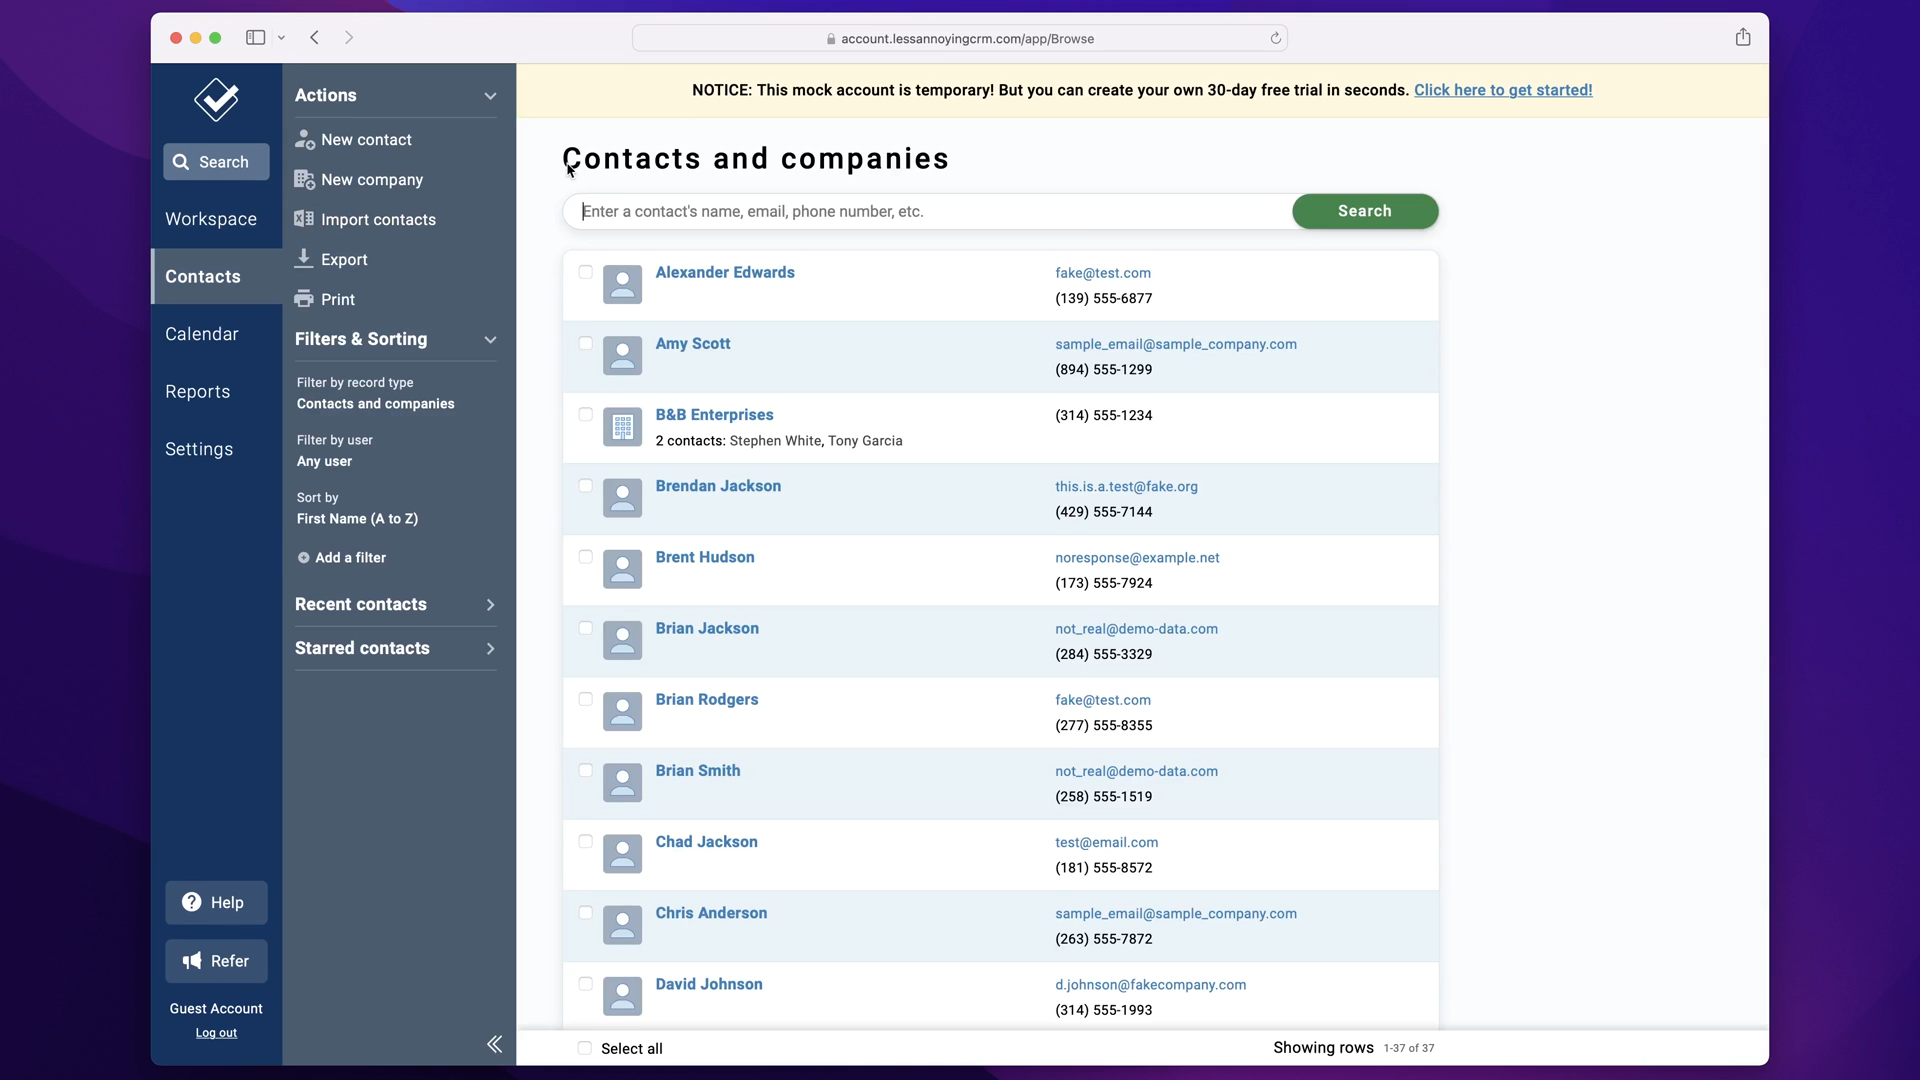 account.lessannoyingcrm.com/app/Browse
NOTICE: This mock account is temporary! But you can create your own 30-day free trial in seconds. Click here to get started!
Search
Workspace
Contacts
Calendar
Reports
Settings
Help
Refer
Guest Account
Log out
Actions
New contact
New company
Import contacts
Export
Print
Filters & Sorting
Filter by record type
Contacts and companies
Filter by user
Any user
Sort by
First Name (A to Z)
Add a filter
Recent contacts
Starred contacts
Contacts and companies
Enter a contact's name, email, phone number, etc.
Search
Alexander Edwards
fake@test.com
(139) 555-6877
Amy Scott
sample_email@sample_company.com
(894) 555-1299
B&B Enterprises
2 contacts: Stephen White, Tony Garcia
(314) 555-1234
Brendan Jackson
this.is.a.test@fake.org
(429) 555-7144
Brent Hudson
noresponse@example.net
(173) 555-7924
Brian Jackson
not_real@demo-data.com
(284) 555-3329
Brian Rodgers
fake@test.com
(277) 555-8355
Brian Smith
not_real@demo-data.com
(258) 555-1519
Chad Jackson
test@email.com
(181) 555-8572
Chris Anderson
sample_email@sample_company.com
(263) 555-7872
David Johnson
d.johnson@fakecompany.com
(314) 555-1993
Select all
Showing rows 1-37 of 37